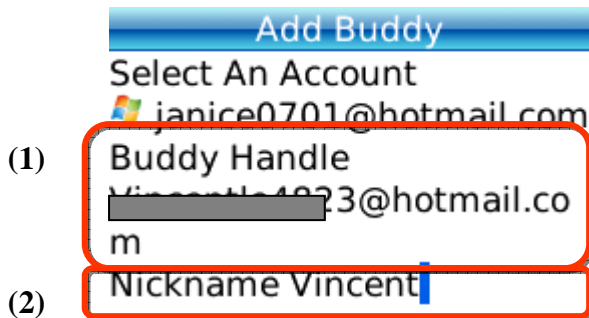 Add Buddy
Select An Account
janice0701@hotmail.com
(1)
Buddy Handle
3@hotmail.co
m
(2)
Nickname Vincent